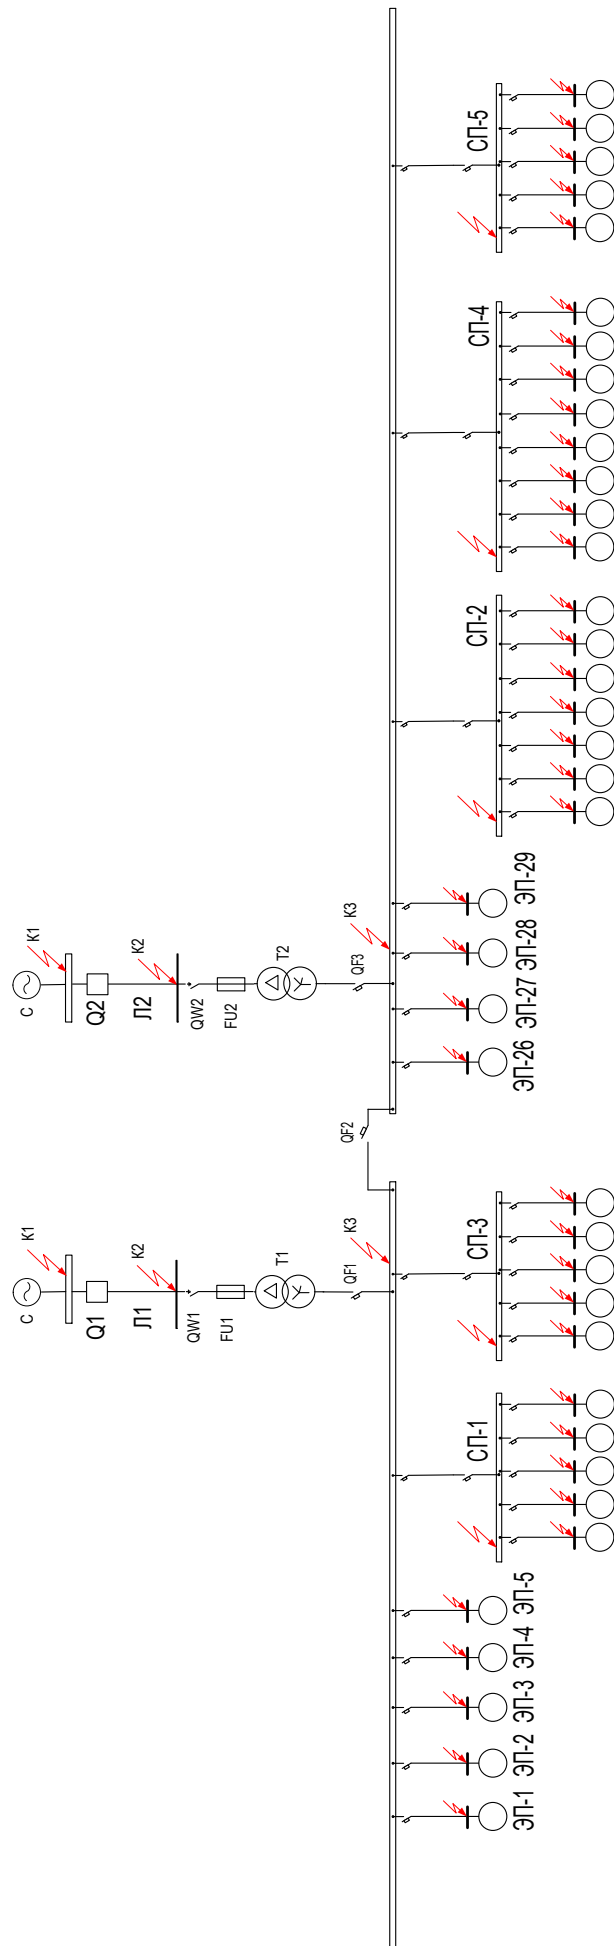 С
К1
Q1
Л1
К2
QW1
FU1
Т1
QF1
К3
QF2
С
К1
Q2
Л2
К2
QW2
FU2
Т2
QF3
К3
ЭП-1
ЭП-2
ЭП-3
ЭП-4
ЭП-5
СП-1
СП-3
ЭП-26
ЭП-27
ЭП-28
ЭП-29
СП-2
СП-4
СП-5